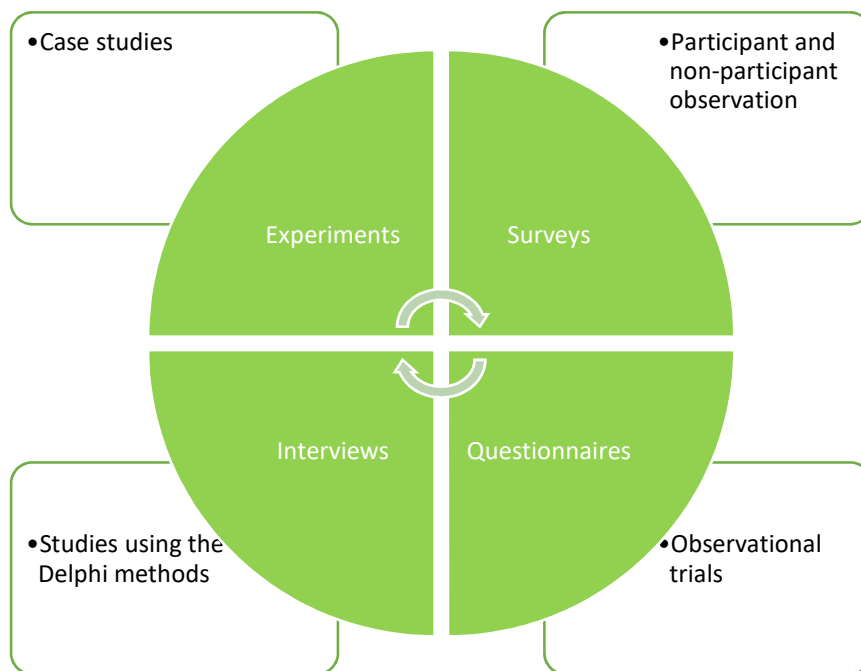 •Case studies
•Participant and
non-participant
observation
Experiments
Surveys
Interviews
Questionnaires
•Studies using the
Delphi methods
•Observational
trials